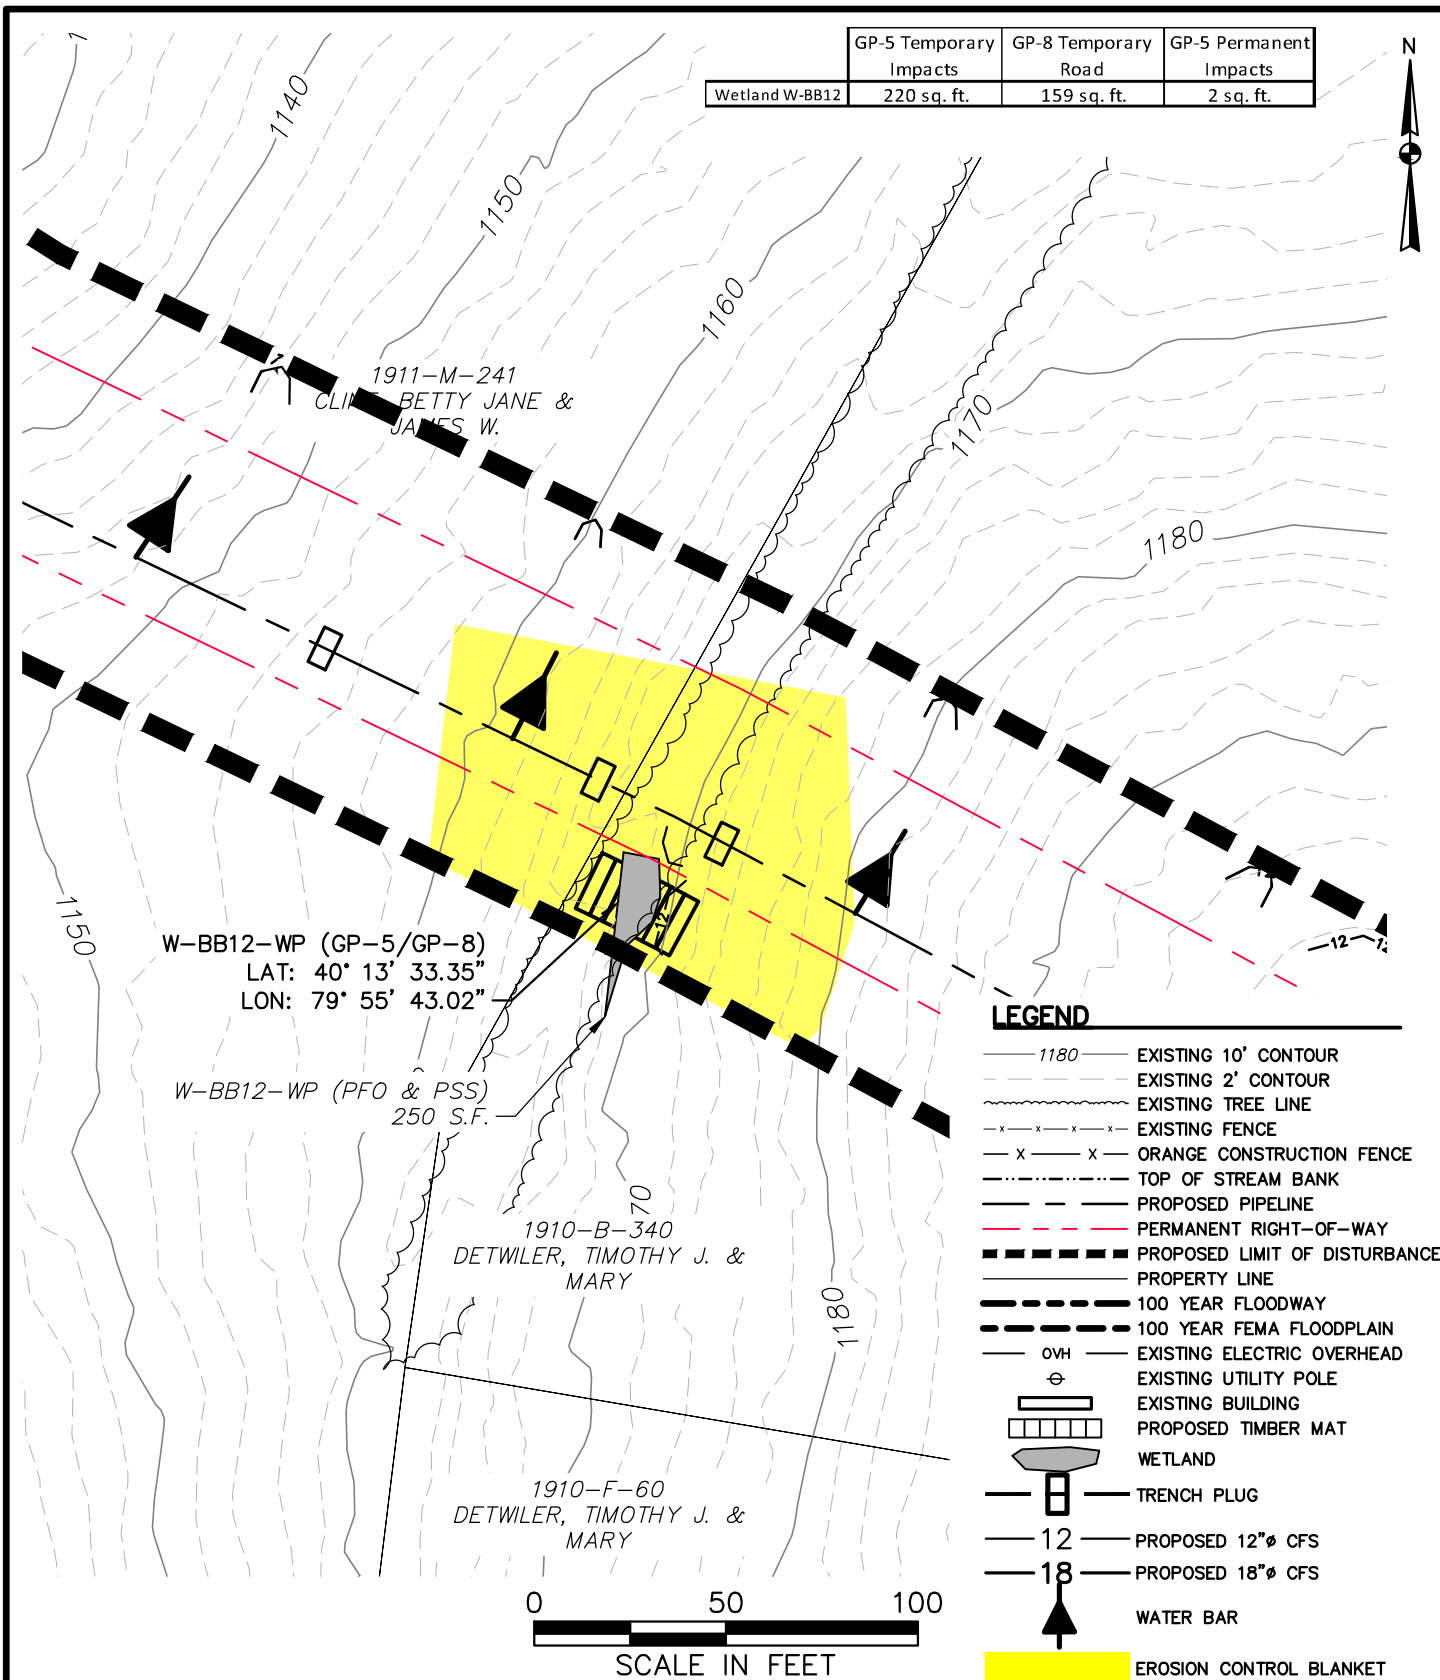 GP-5 Temporary Impacts GP-8 Temporary Road GP-5 Permanent Impacts
Wetland W-BB12 220 sq. ft. 159 sq. ft. 2 sq. ft.
N
1140
1150
1160
1170
1180
1911-M-241
BETTY JANE &
W.
W-BB12-WP (GP-5/GP-8)
LAT: 40° 13' 33.35"
LON: 79° 55' 43.02"
1150
12
12
W-BB12-WP (PFO & PSS)
250 S.F.
70
1910-B-340
DETWILER, TIMOTHY J. &
MARY
1180
1910-F-60
DETWILER, TIMOTHY J. &
MARY
0 50 100
SCALE IN FEET
LEGEND
1180 EXISTING 10' CONTOUR
EXISTING 2' CONTOUR
EXISTING TREE LINE
x x x x EXISTING FENCE
X X ORANGE CONSTRUCTION FENCE
TOP OF STREAM BANK
PROPOSED PIPELINE
PERMANENT RIGHT-OF-WAY
PROPOSED LIMIT OF DISTURBANCE
PROPERTY LINE
100 YEAR FLOODWAY
100 YEAR FEMA FLOODPLAIN
OVH EXISTING ELECTRIC OVERHEAD
EXISTING UTILITY POLE
EXISTING BUILDING
PROPOSED TIMBER MAT
WETLAND
TRENCH PLUG
12 PROPOSED 12"ø CFS
18 PROPOSED 18"ø CFS
WATER BAR
EROSION CONTROL BLANKET